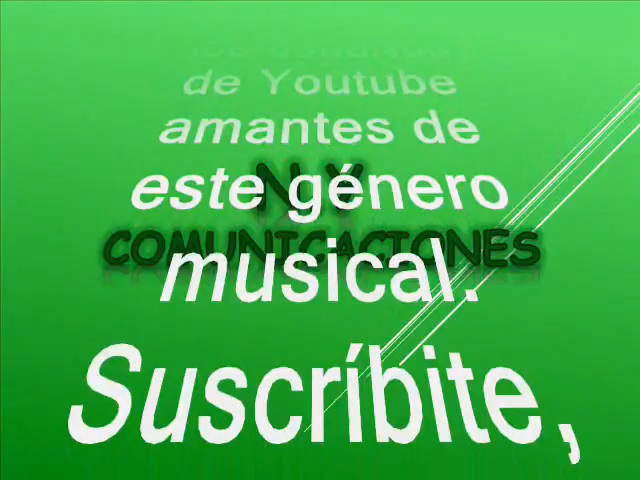 de Youtube
amantes de
este género
N.Y
musical.
COMUNICACIONES
Suscríbite,